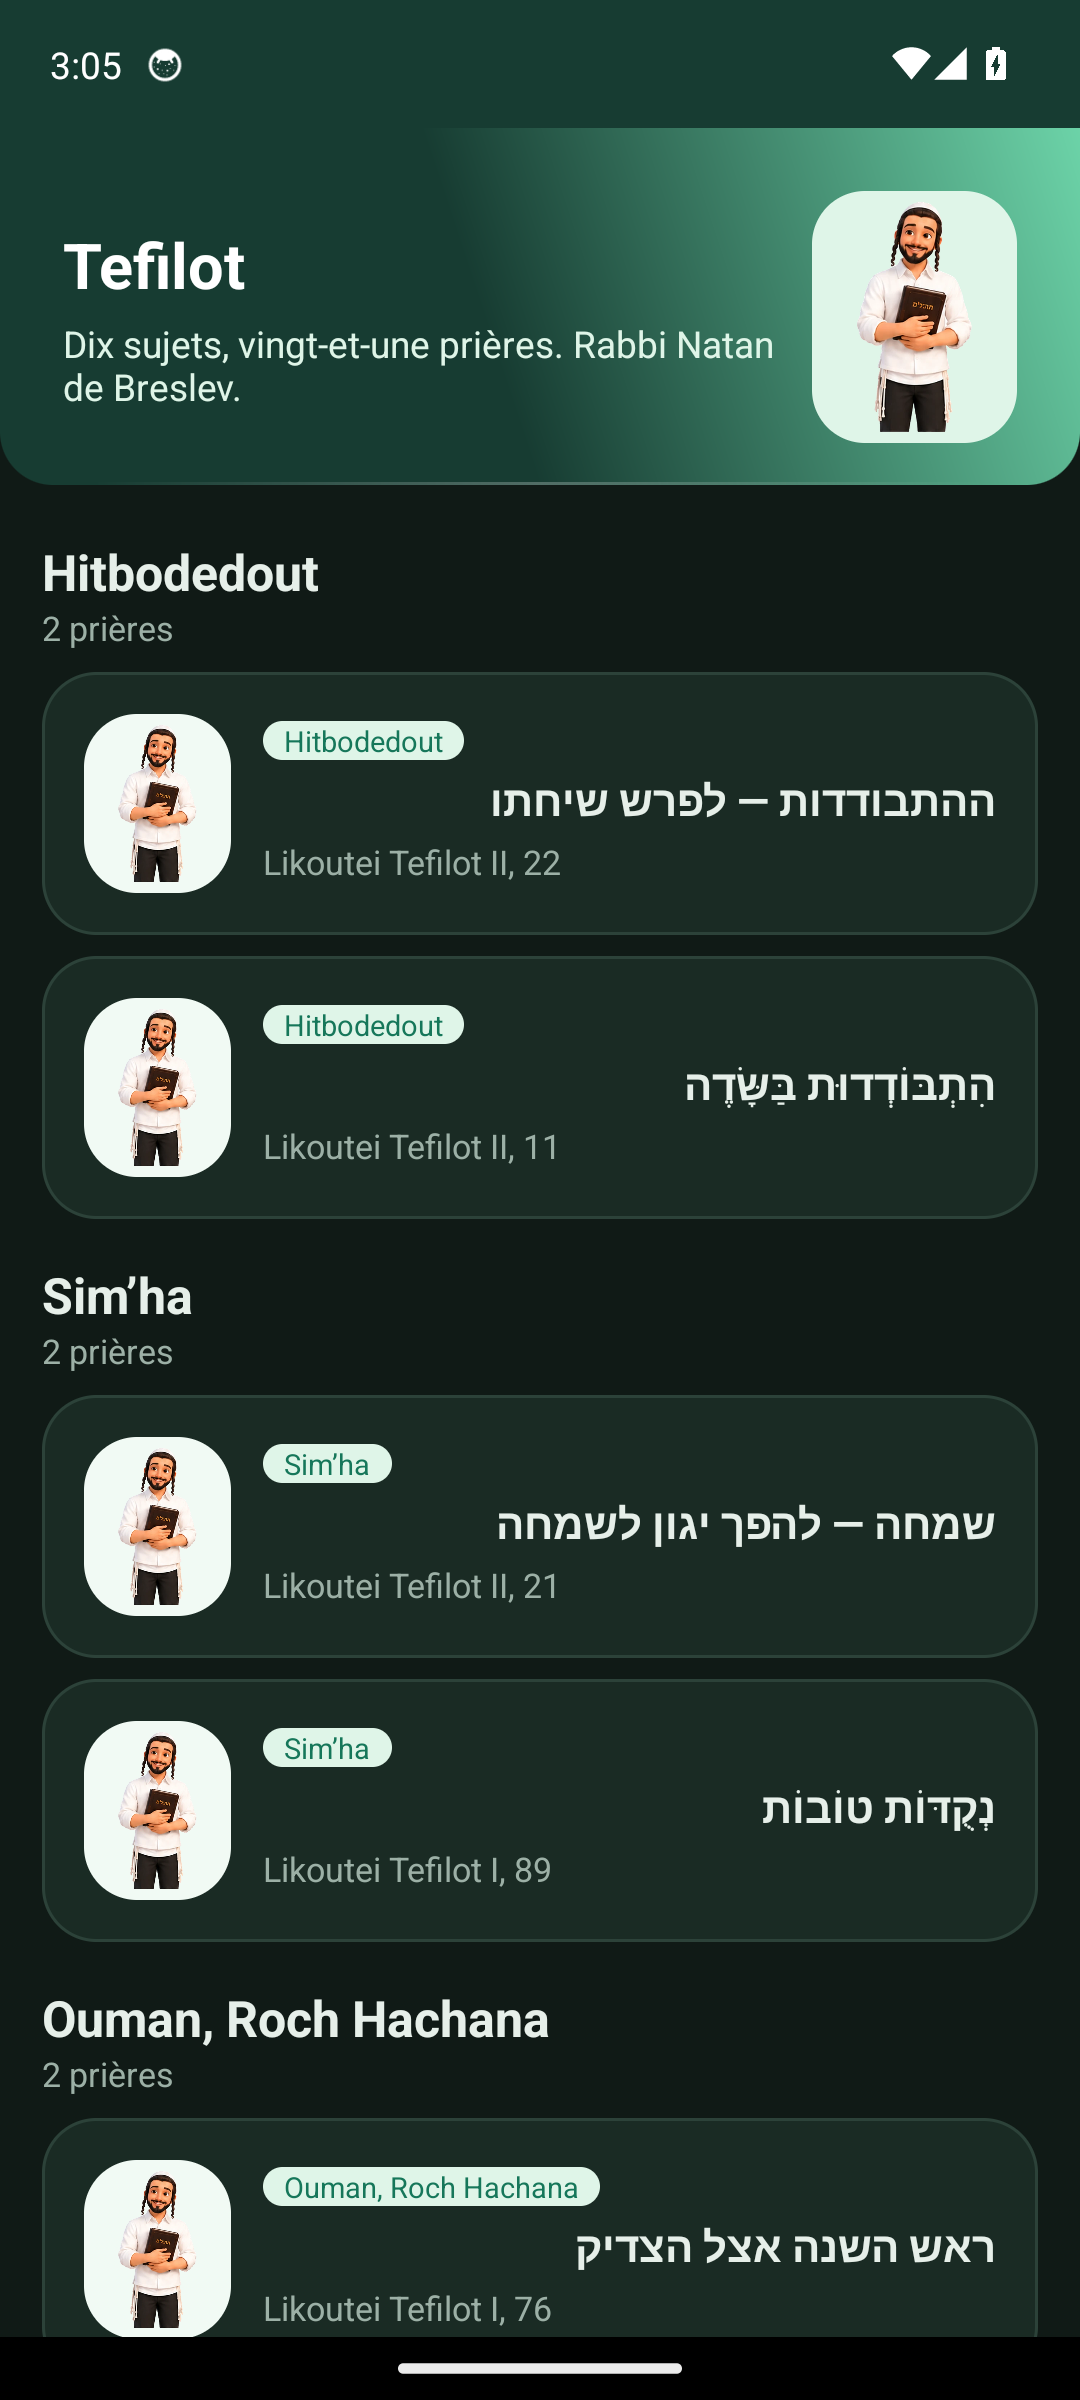 3:05
Tefilot
Dix sujets, vingt-et-une prières. Rabbi Natan
de Breslev.
Hitbodedout
2 prières
Hitbodedout
ההתבודדות – לפרש שיחתו
Likoutei Tefilot II, 22
Hitbodedout
הִתְבּוֹדְדוּת בַּשָּׂדֶה
Likoutei Tefilot II, 11
Sim’ha
2 prières
Sim’ha
שמחה – להפך יגון לשמחה
Likoutei Tefilot II, 21
Sim’ha
נְקֻדּוֹת טוֹבוֹת
Likoutei Tefilot I, 89
Ouman, Roch Hachana
2 prières
Ouman, Roch Hachana
ראש השנה אצל הצדיק
Likoutei Tefilot I, 76